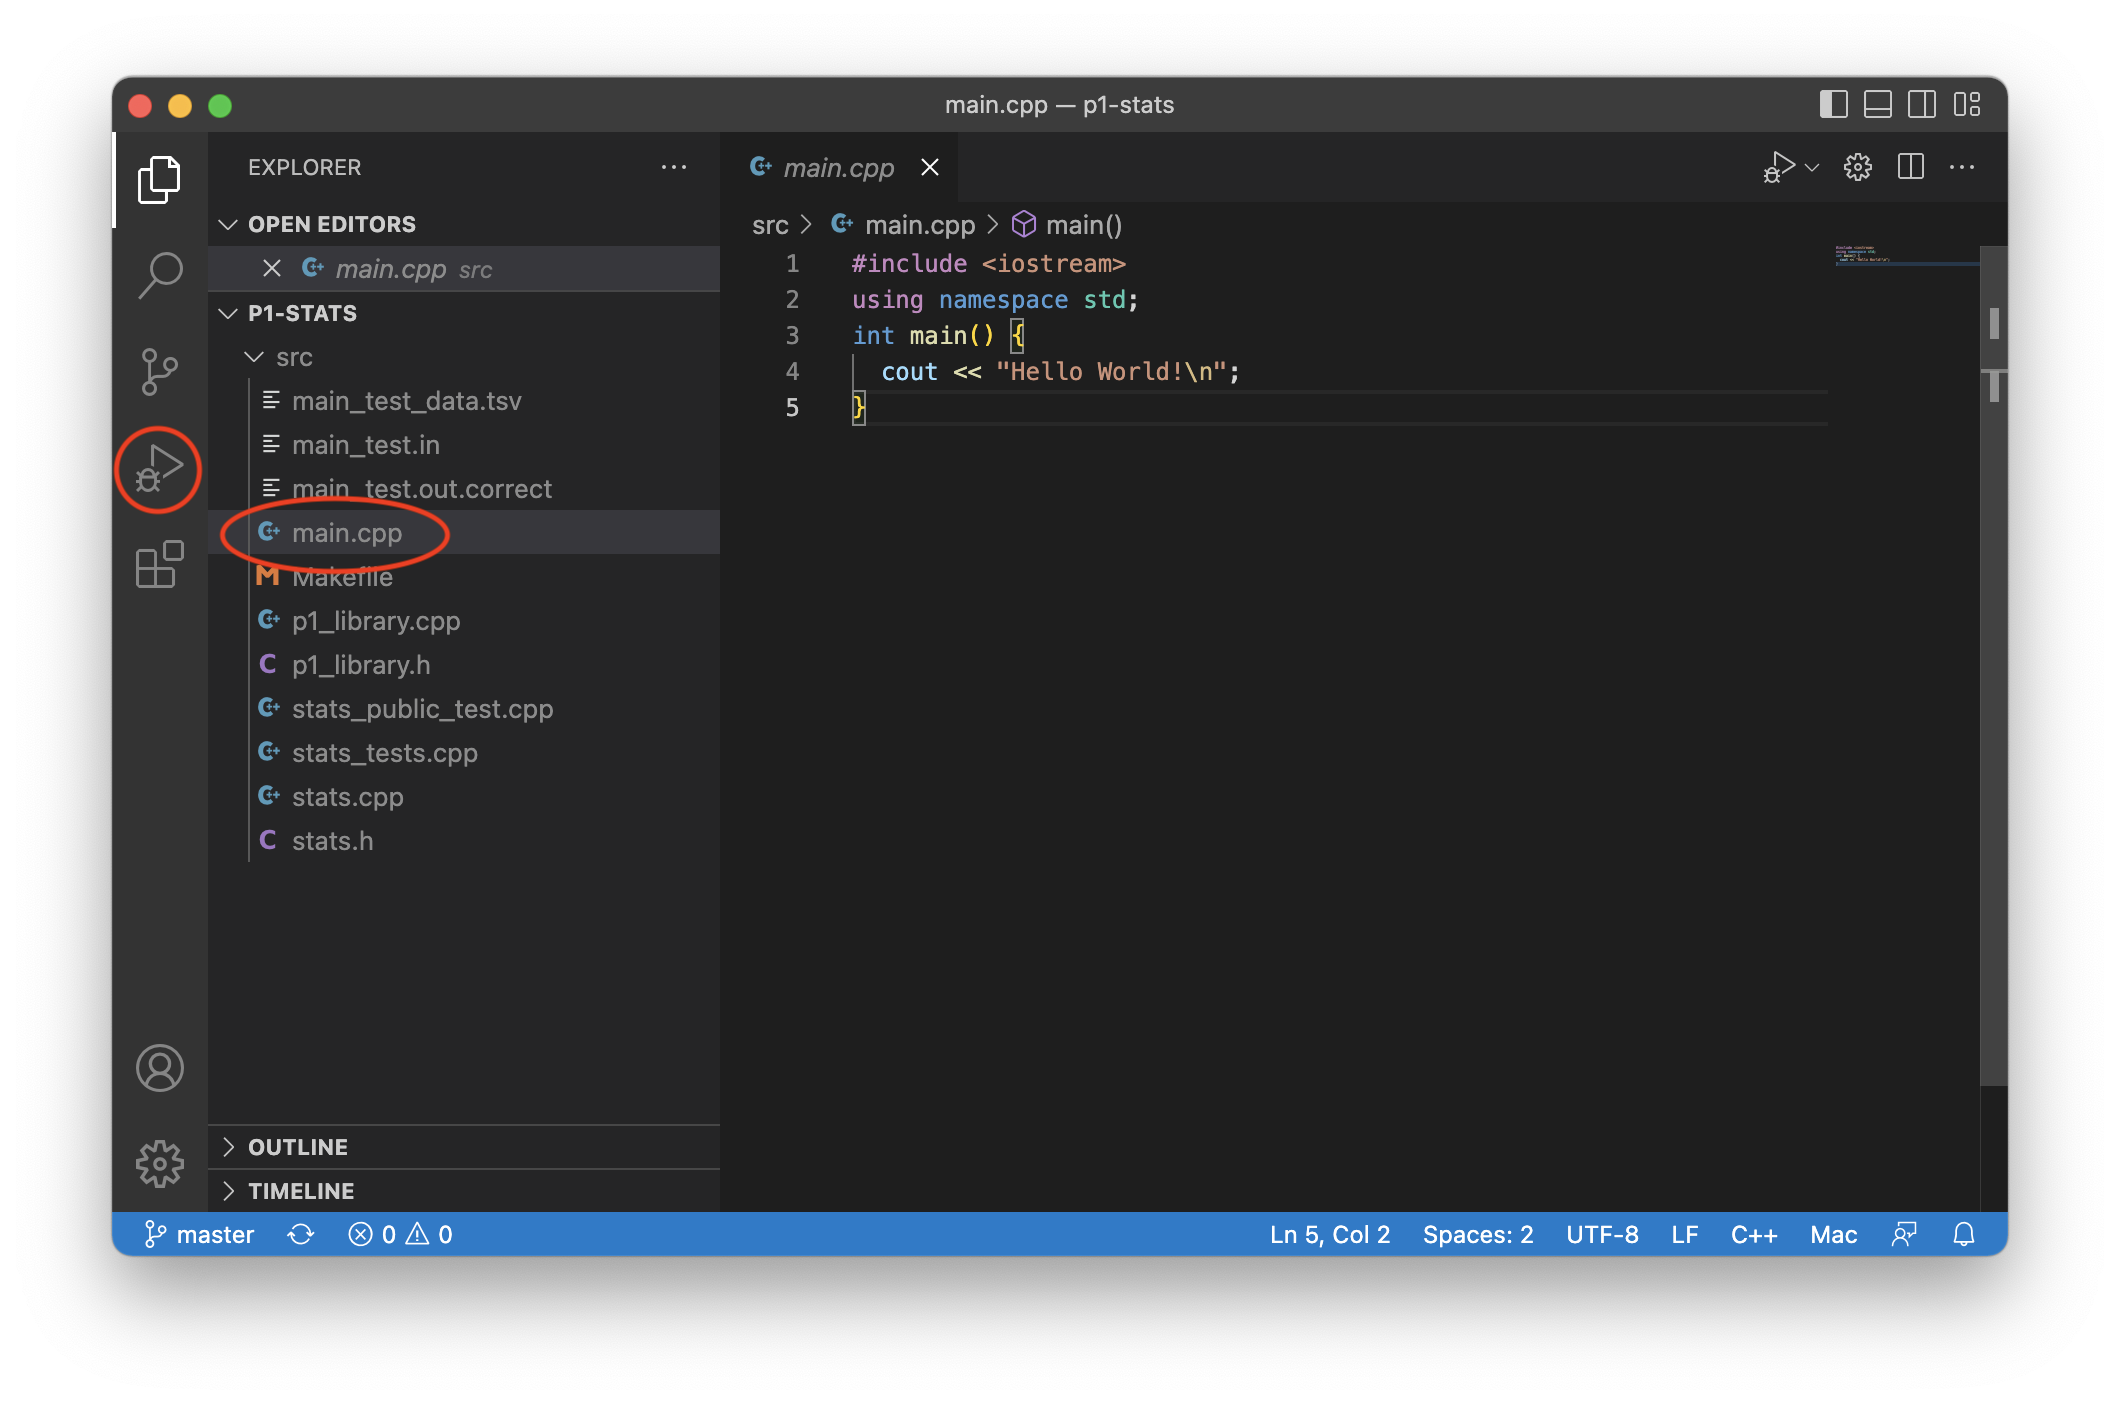 main.cpp — p1-stats
EXPLORER
OPEN EDITORS
main.cpp src
P1-STATS
src
main_test_data.tsv
main_test.in
main_test.out.correct
main.cpp
Makefile
p1_library.cpp
p1_library.h
stats_public_test.cpp
stats_tests.cpp
stats.cpp
stats.h
OUTLINE
TIMELINE
main.cpp
src > main.cpp > main()
1 #include <iostream>
2 using namespace std;
3 int main() {
4 cout << "Hello World!\n";
5 }
master 0 0 Ln 5, Col 2 Spaces: 2 UTF-8 LF C++ Mac